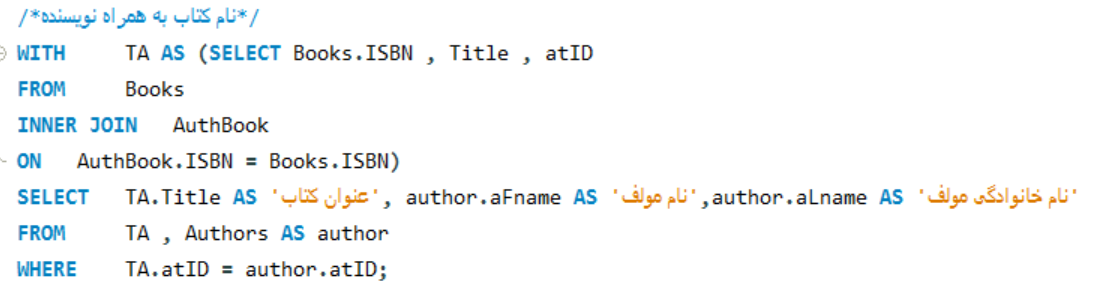 /*نام کتاب به همراه نویسنده*/
WITH TA AS (SELECT Books.ISBN , Title , atID
FROM Books
INNER JOIN AuthBook
ON AuthBook.ISBN = Books.ISBN)
SELECT TA.Title AS 'عنوان کتاب', author.aFname AS 'نام مولف',author.aLname AS 'نام خانوادگی مولف'
FROM TA , Authors AS author
WHERE TA.atID = author.atID;